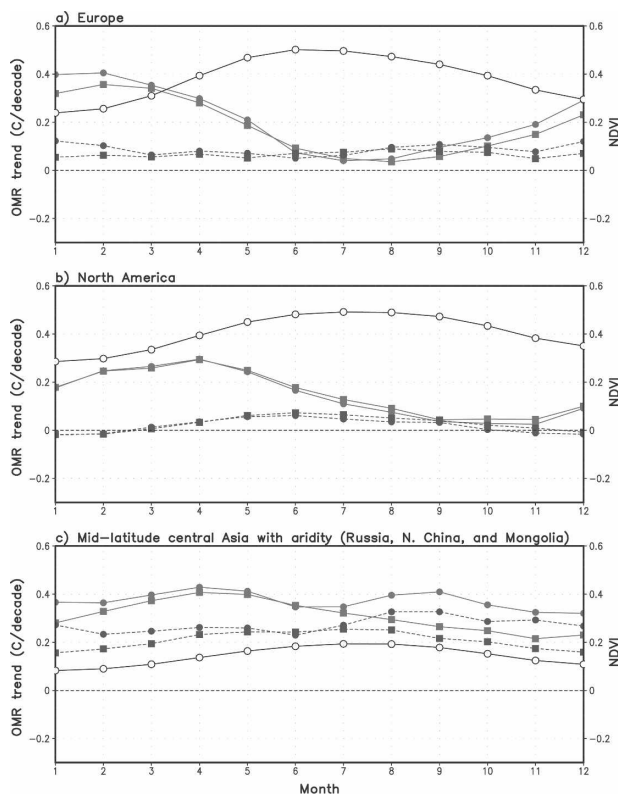 a) Europe
0.6 0.6
0.4 0.4
0.2 0.2
0 0
-0.2 -0.2
OMR trend (C/decade)
NDVI
1 2 3 4 5 6 7 8 9 10 11 12
b) North America
0.6 0.6
0.4 0.4
0.2 0.2
0 0
-0.2 -0.2
OMR trend (C/decade)
NDVI
1 2 3 4 5 6 7 8 9 10 11 12
c) Mid-latitude central Asia with aridity (Russia, N. China, and Mongolia)
0.6 0.6
0.4 0.4
0.2 0.2
0 0
-0.2 -0.2
OMR trend (C/decade)
NDVI
1 2 3 4 5 6 7 8 9 10 11 12
Month